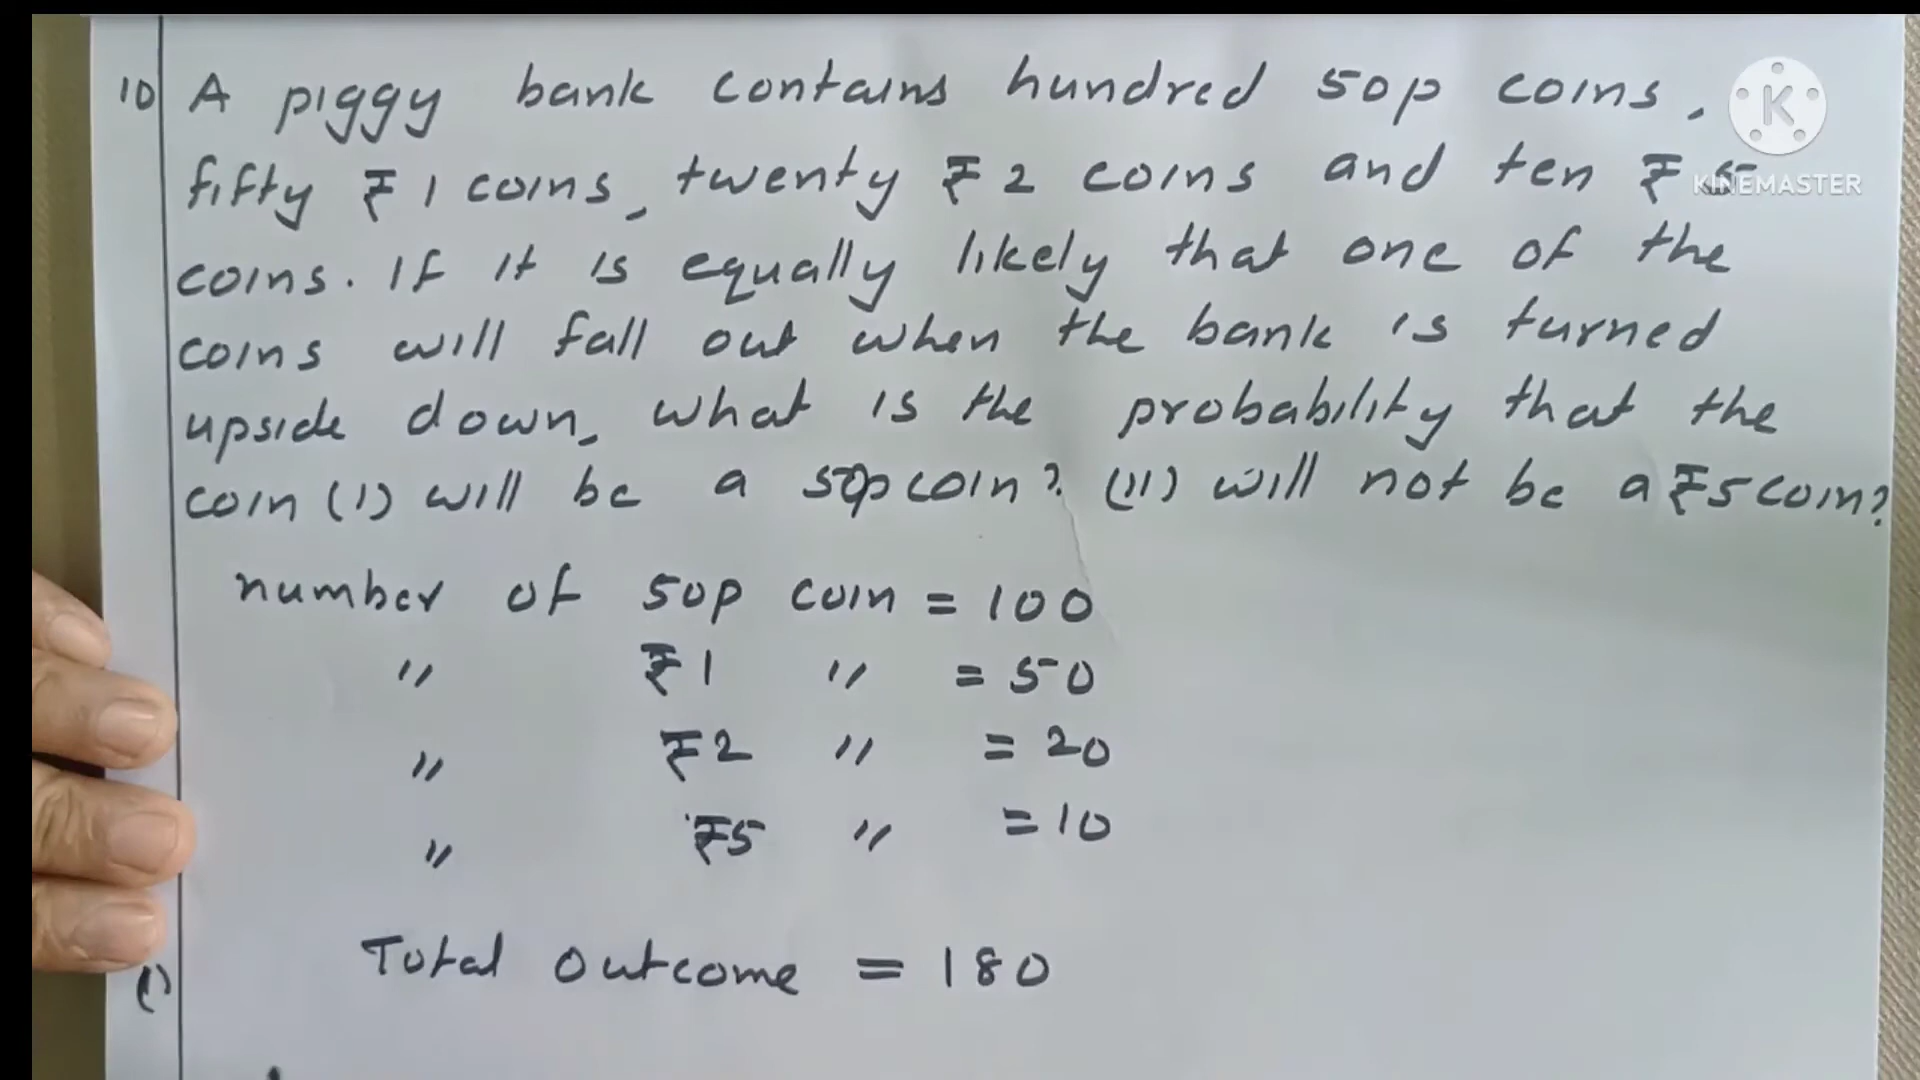 10 A piggy bank contains hundred 50p coins,
fifty ₹1 coins, twenty ₹2 coins and ten ₹5
KINEMASTER
coins. If it is equally likely that one of the
coins will fall out when the bank is turned
upside down, what is the probability that the
coin (I) will be a 50p coin? (II) will not be a ₹5 coin?
number of 50p coin = 100
" ₹1 " = 50
" ₹2 " = 20
" ₹5 " = 10
(I) Total outcome = 180